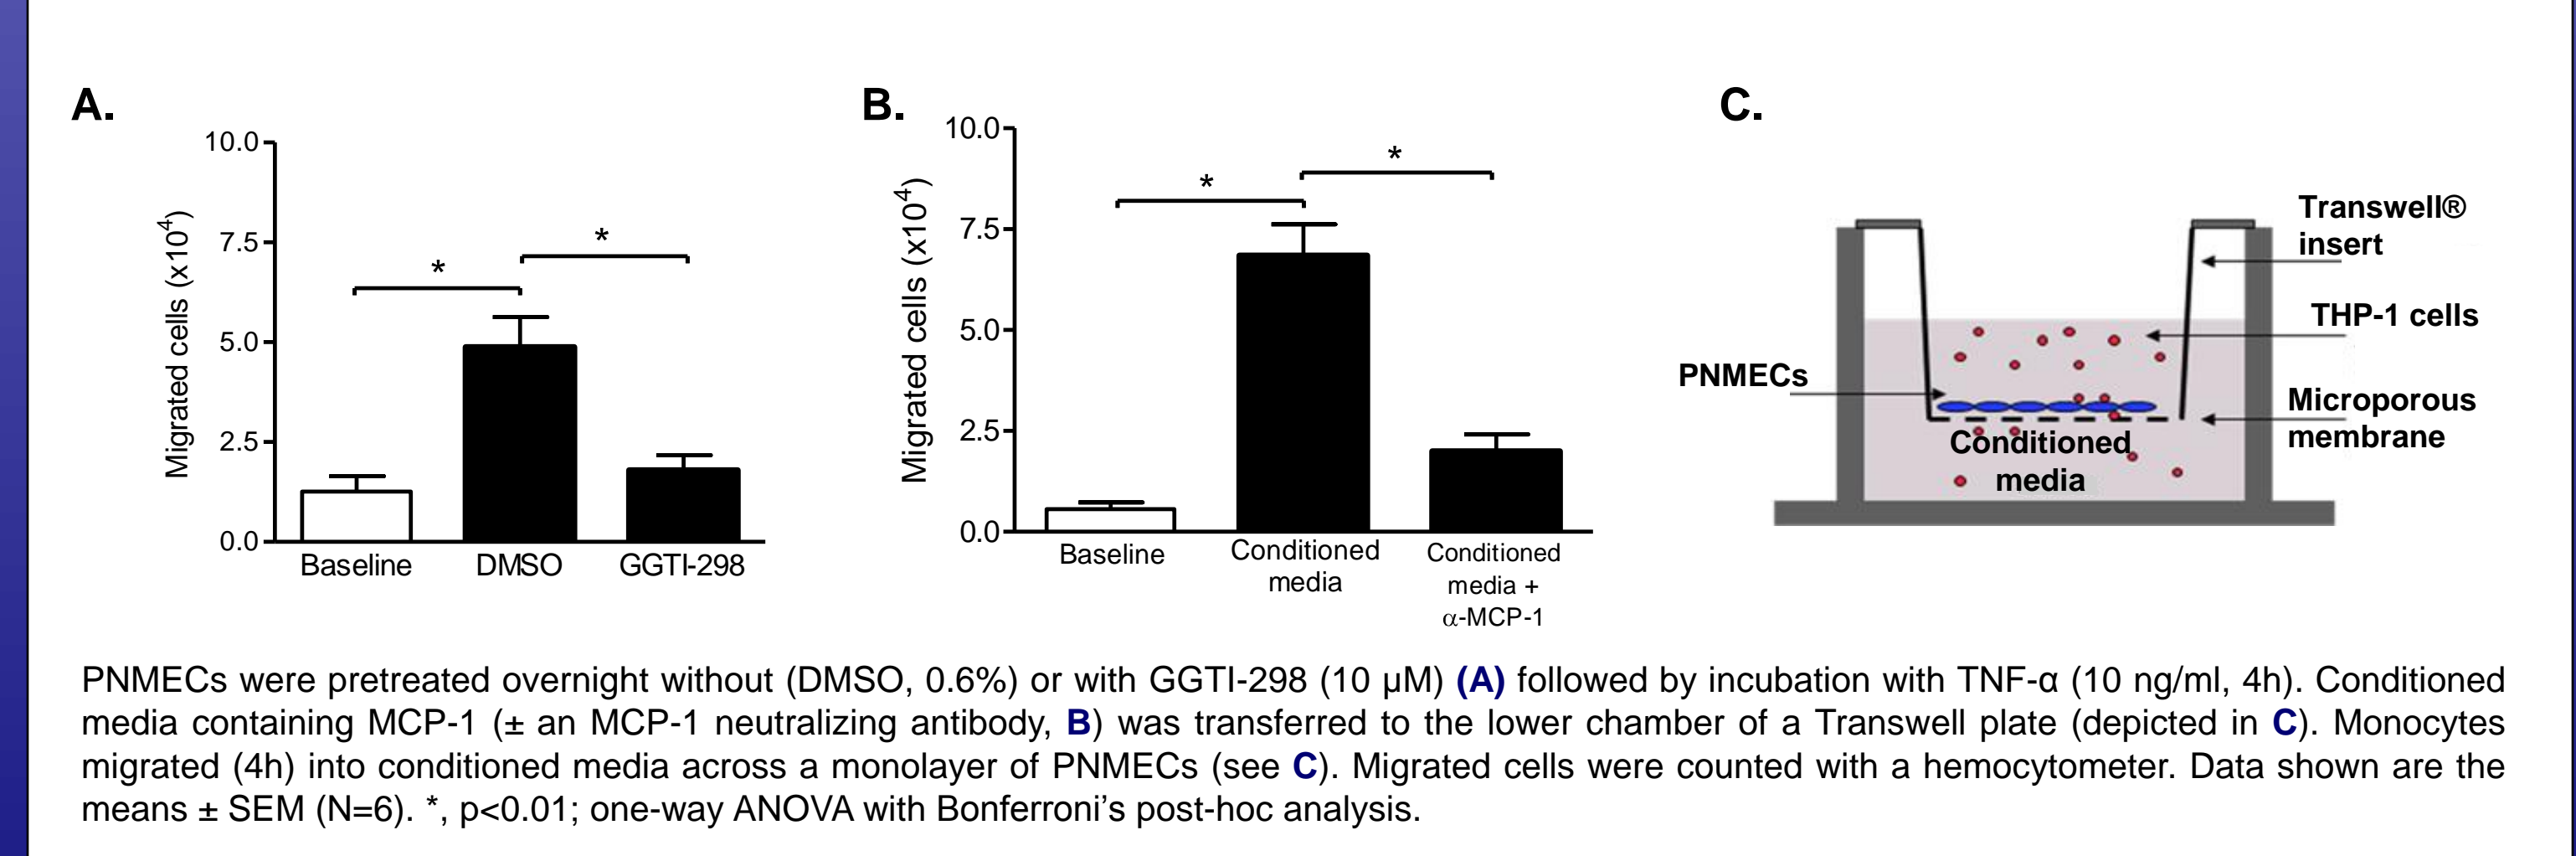 A.
10.0
7.5
5.0
2.5
0.0
Migrated cells (x10⁴)
*
*
Baseline DMSO GGTI-298
B.
10.0
7.5
5.0
2.5
0.0
Migrated cells (x10⁴)
*
*
Baseline
Conditioned
media
Conditioned
media +
α-MCP-1
C.
Transwell®
insert
THP-1 cells
PNMECs
Microporous
membrane
Conditioned
media
PNMECs were pretreated overnight without (DMSO, 0.6%) or with GGTI-298 (10 µM) (A) followed by incubation with TNF-α (10 ng/ml, 4h). Conditioned
media containing MCP-1 (± an MCP-1 neutralizing antibody, B) was transferred to the lower chamber of a Transwell plate (depicted in C). Monocytes
migrated (4h) into conditioned media across a monolayer of PNMECs (see C). Migrated cells were counted with a hemocytometer. Data shown are the
means ± SEM (N=6). *, p<0.01; one-way ANOVA with Bonferroni’s post-hoc analysis.